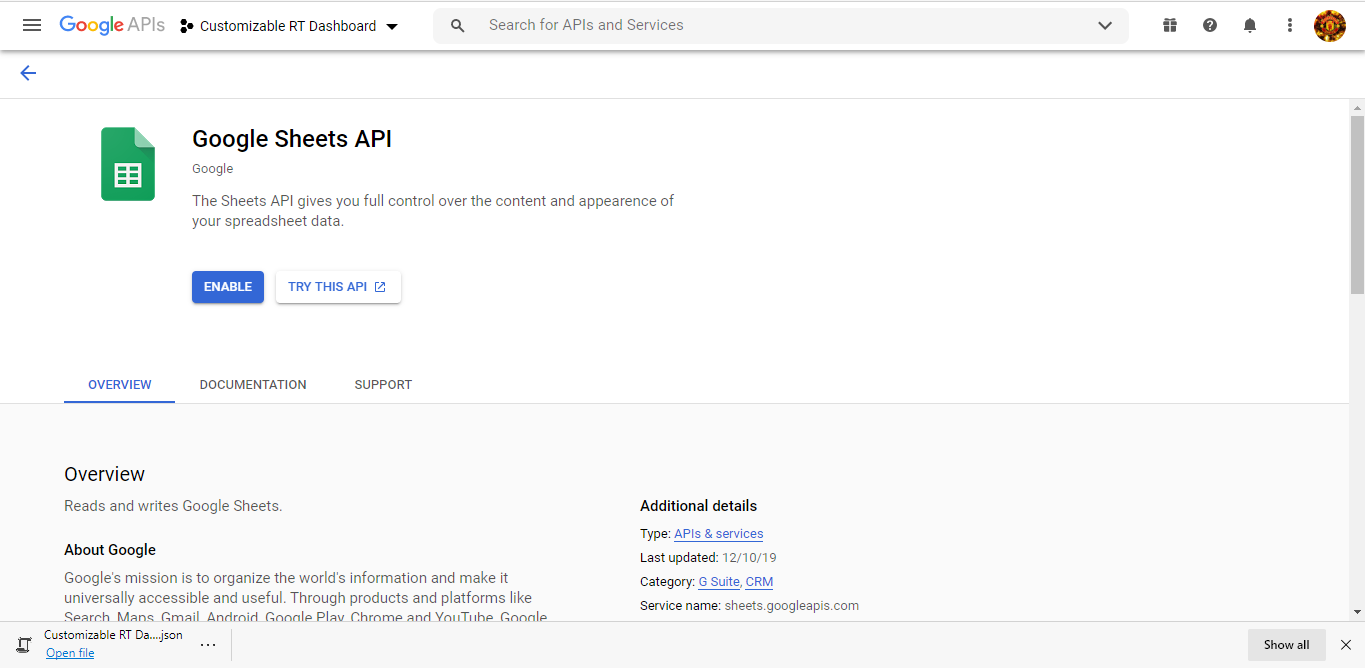 Google APIs
Customizable RT Dashboard
Search for APIs and Services
Google Sheets API
Google
The Sheets API gives you full control over the content and appearence of
your spreadsheet data.
ENABLE
TRY THIS API
OVERVIEW
DOCUMENTATION
SUPPORT
Overview
Reads and writes Google Sheets.
About Google
Google's mission is to organize the world's information and make it
universally accessible and useful. Through products and platforms like
Search, Maps, Gmail, Android, Google Play, Chrome and YouTube, Google
Additional details
Type: APIs & services
Last updated: 12/10/19
Category: G Suite, CRM
Service name: sheets.googleapis.com
Customizable RT Da....json
Open file
Show all